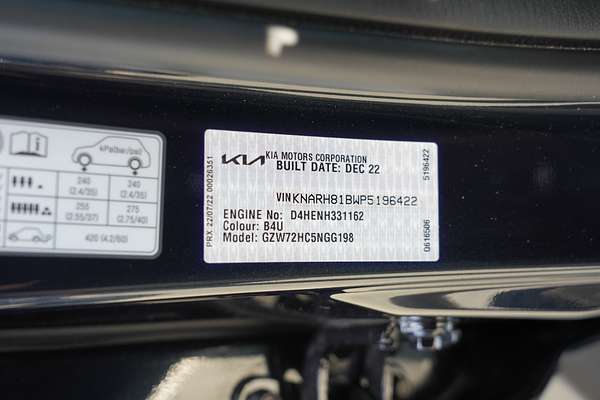 kPa(bar/psi)
240
(2.4/35)
240
(2.4/35)
255
(2.55/37)
275
(2.75/40)
420 (4.2/60)
PRX 22/07/22 00026351
KIA
KIA MOTORS CORPORATION
BUILT DATE: DEC 22
VIN KNARH81BWP5196422
ENGINE No: D4HENH331162
Colour: B4U
Model: GZW72HC5NGG198
5196422
0616506